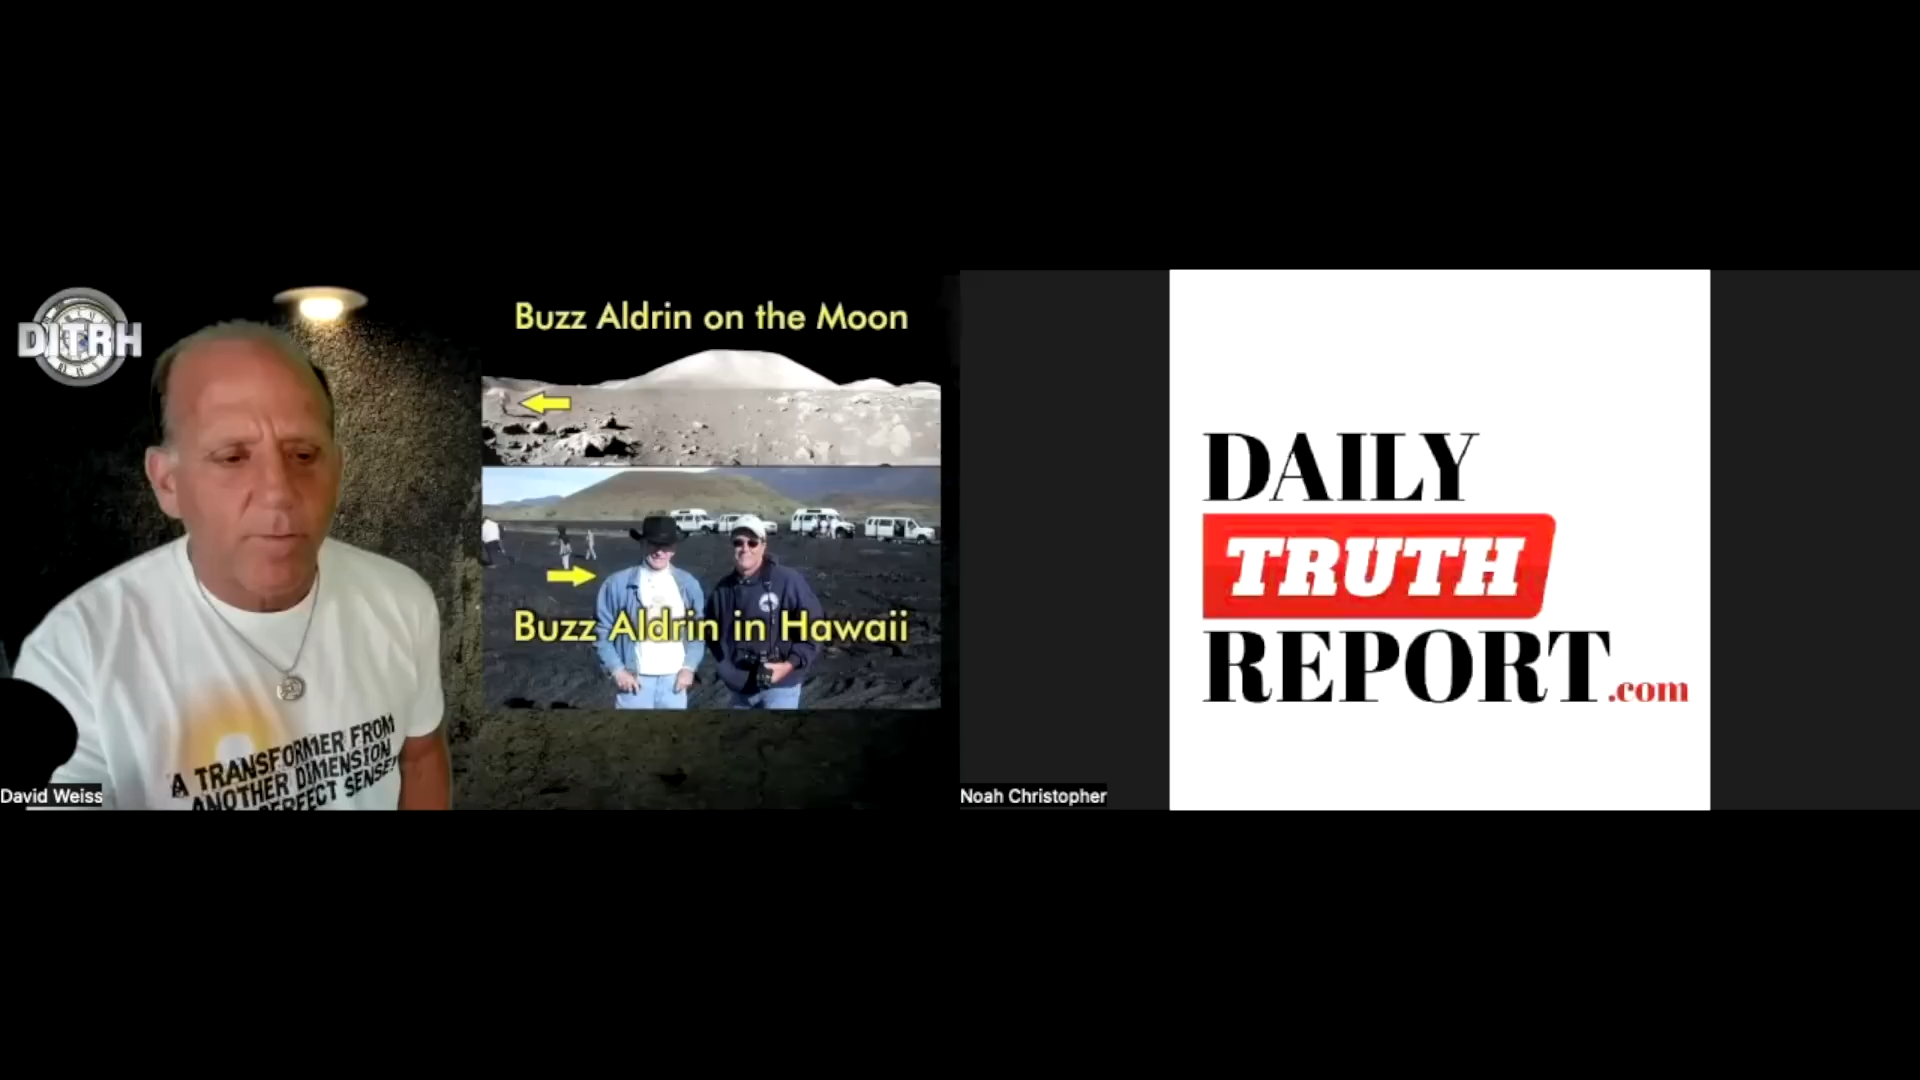 DITRH
Buzz Aldrin on the Moon
Buzz Aldrin in Hawaii
A TRANSFORMER FROM
ANOTHER DIMENSION
PERFECT SENSE!
David Weiss
DAILY
TRUTH
REPORT.com
Noah Christopher